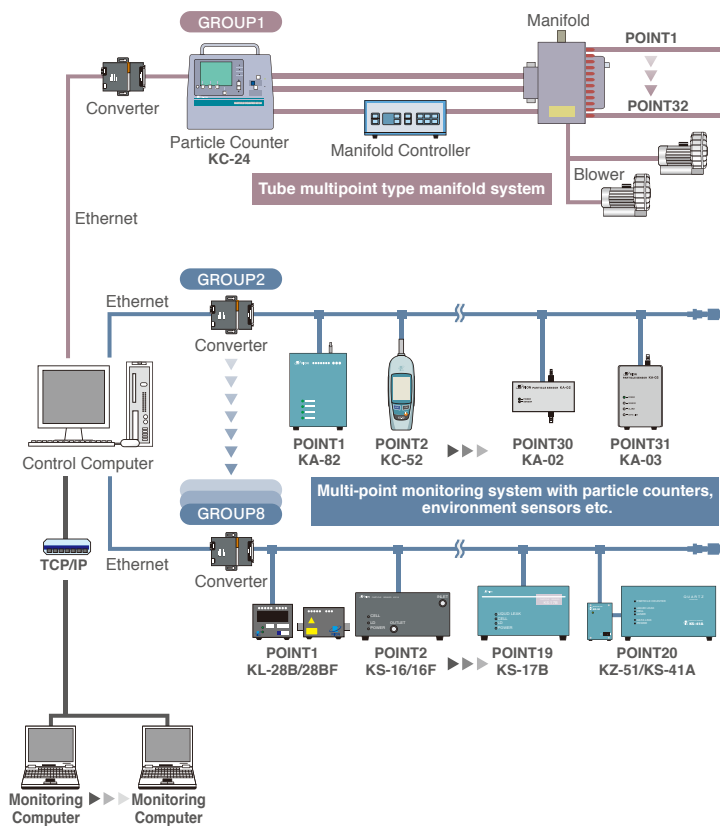 GROUP1
Manifold
POINT1
POINT32
Converter
Particle Counter
KC-24
Manifold Controller
Blower
Tube multipoint type manifold system
Ethernet
GROUP2
Ethernet
Converter
POINT1
KA-82
POINT2
KC-52
POINT30
KA-02
POINT31
KA-03
Control Computer
Multi-point monitoring system with particle counters,
environment sensors etc.
GROUP8
TCP/IP
Ethernet
Converter
POINT1
KL-28B/28BF
POINT2
KS-16/16F
POINT19
KS-17B
POINT20
KZ-51/KS-41A
Monitoring
Computer
Monitoring
Computer